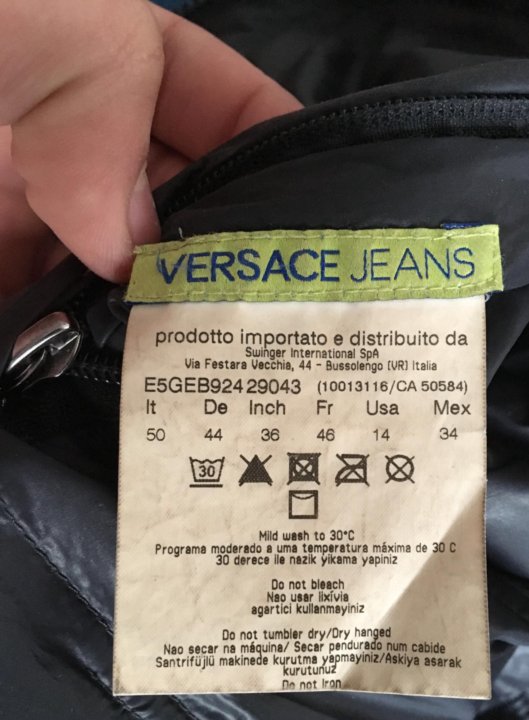 VERSACE JEANS
prodotto importato e distribuito da
Swinger International SpA
Via Festara Vecchia, 44 - Bussolengo (VR) Italia
E5GEB924 29043 (10013116/CA 50584)
It De Inch Fr Usa Mex
50 44 36 46 14 34
30
Mild wash to 30°C
Programa moderado a uma temperatura máxima de 30 C
30 derece ile nazik yikama yapiniz
Do not bleach
Nao usar lixívia
agartici kullanmayiniz
Do not tumbler dry/Dry hanged
Nao secar na máquina/ Secar pendurado num cabide
Santrifüjlü makinede kurutma yapmayiniz/Askiya asarak
kurutunuz
Do not Iron